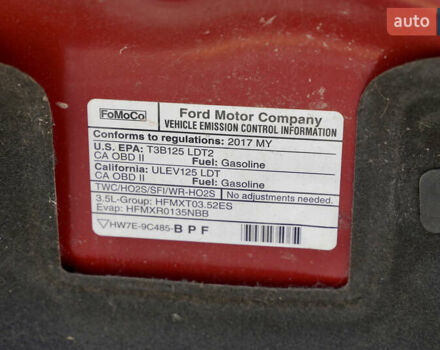 auto
FoMoCo
Ford Motor Company
VEHICLE EMISSION CONTROL INFORMATION
Conforms to regulations: 2017 MY
U.S. EPA: T3B125 LDT2
CA OBD II Fuel: Gasoline
California: ULEV125 LDT
CA OBD II Fuel: Gasoline
TWC/HO2S/SFI/WR-HO2S No adjustments needed.
3.5L-Group: HFMXT03.52ES
Evap: HFMXR0135NBB
HW7E-9C485-BPF